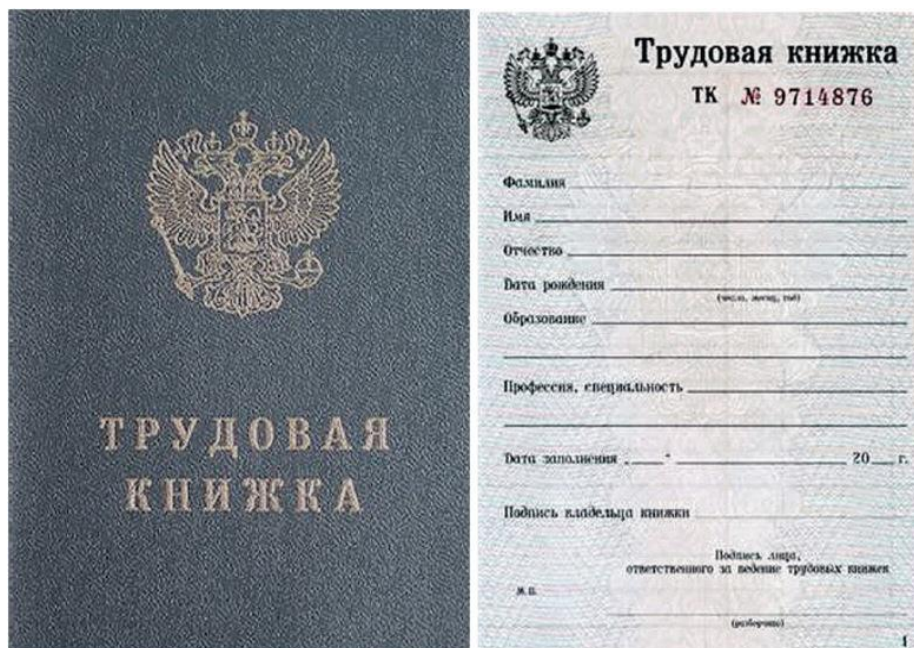 ТРУДОВАЯ
КНИЖКА
Трудовая книжка
ТК № 9714876
Фамилия
Имя
Отчество
Дата рождения
(число, месяц, год)
Образование
Профессия, специальность
Дата заполнения „ “ 20 г.
Подпись владельца книжки
Подпись лица,
ответственного за ведение трудовых книжек
М.П.
(разборчиво)
1